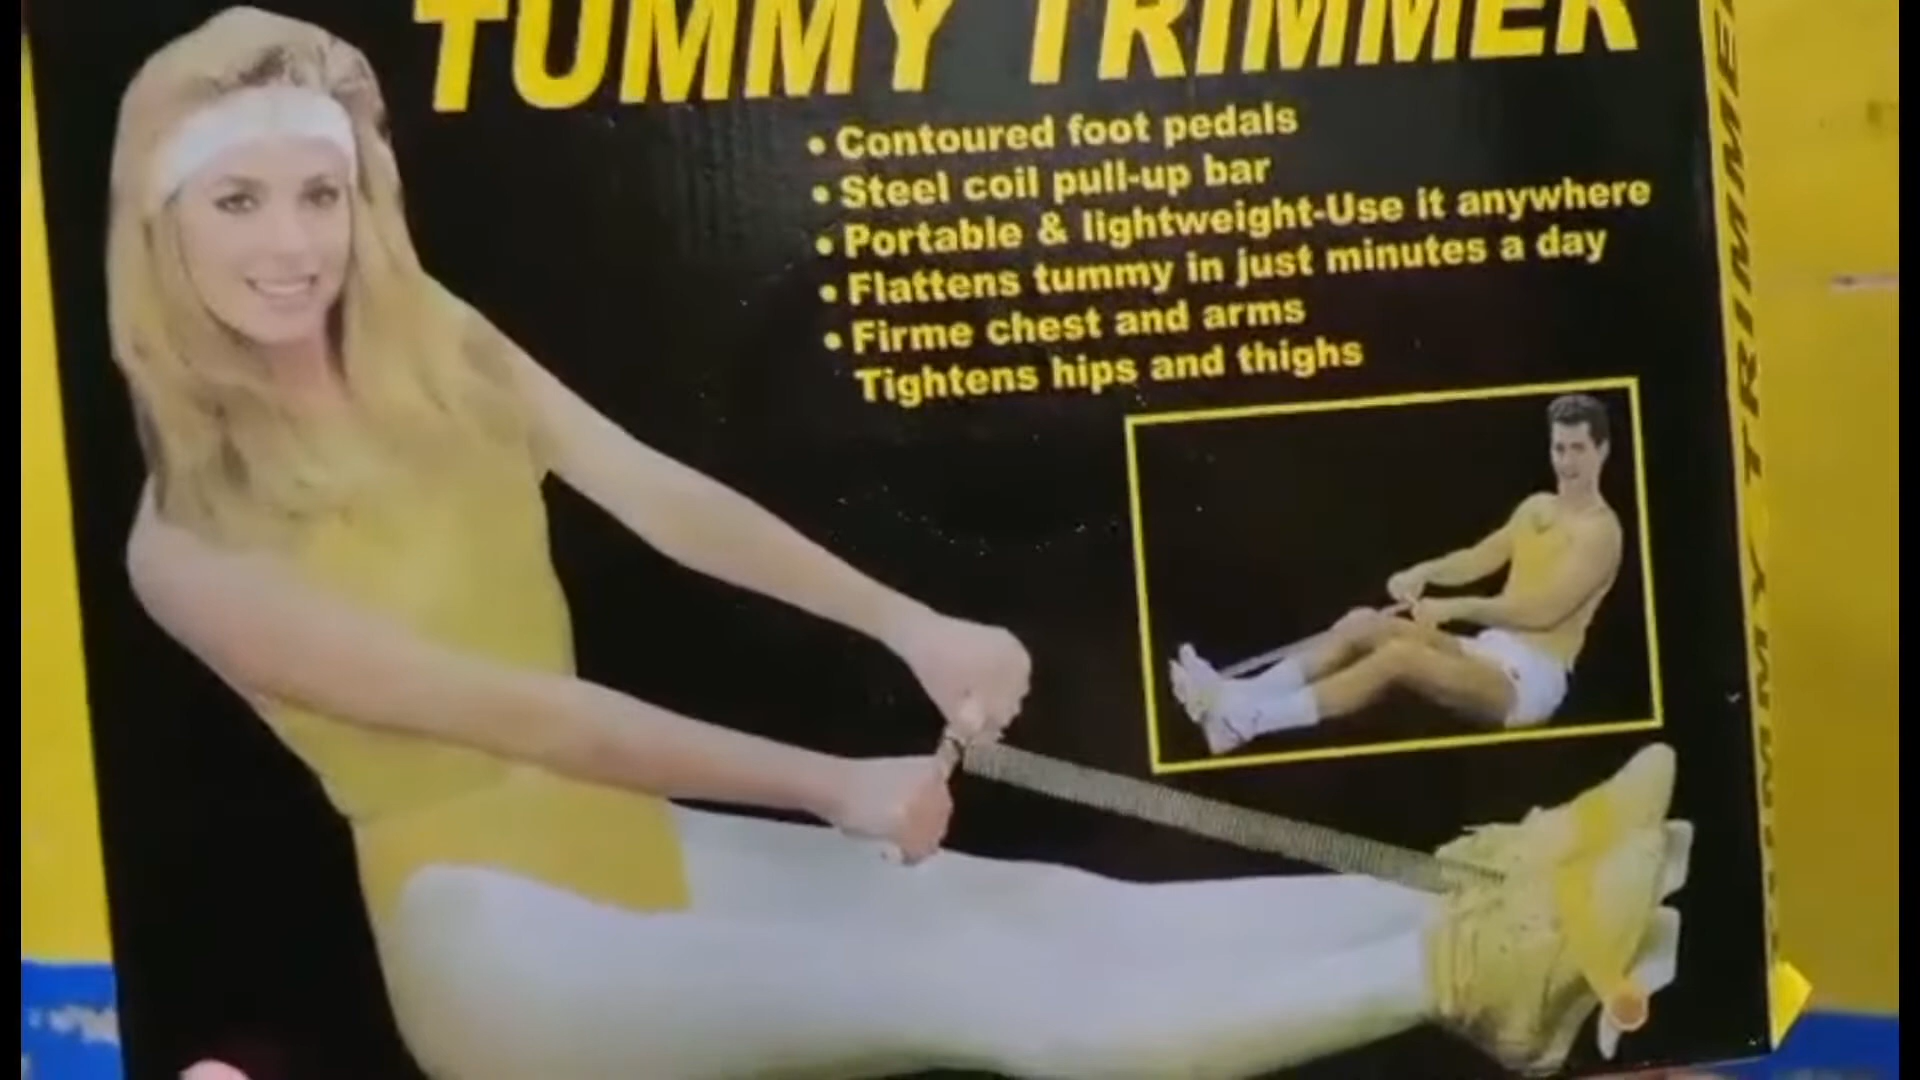 TUMMY TRIMMER
• Contoured foot pedals
• Steel coil pull-up bar
• Portable & lightweight-Use it anywhere
• Flattens tummy in just minutes a day
• Firme chest and arms
Tightens hips and thighs
TUMMY TRIMMER